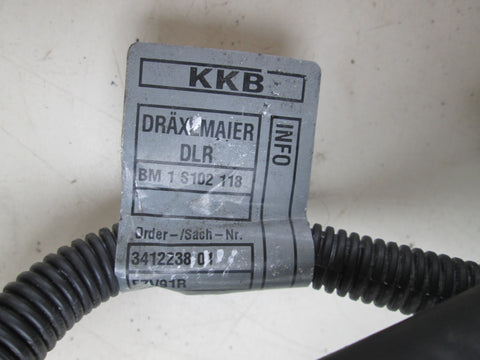 KKB
DRÄXLMAIER
DLR
INFO
BM 1 S102 118
Order-/Sach-Nr.
3412238 01